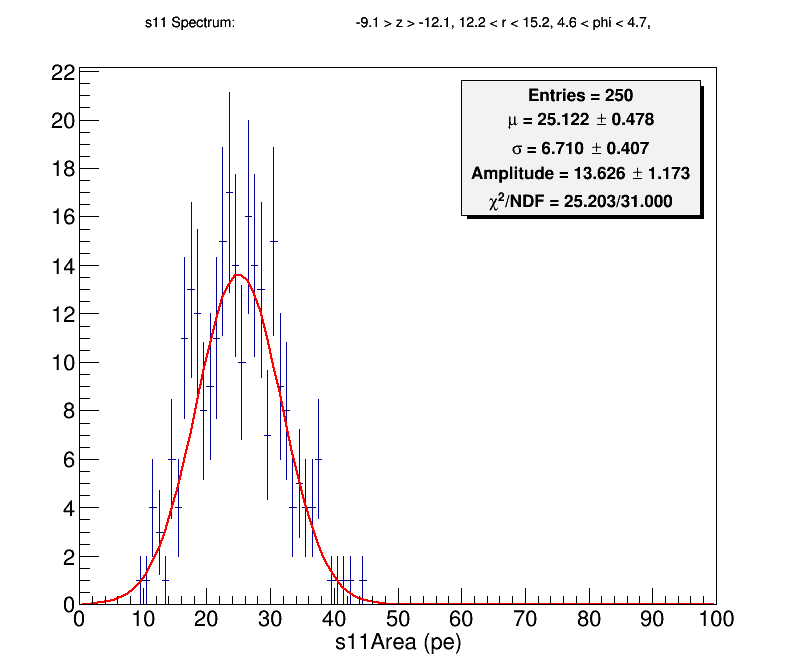 s11 Spectrum: -9.1 > z > -12.1, 12.2 < r < 15.2, 4.6 < phi < 4.7,
Entries = 250
μ = 25.122 ± 0.478
σ = 6.710 ± 0.407
Amplitude = 13.626 ± 1.173
χ²/NDF = 25.203/31.000
22
20
18
16
14
12
10
8
6
4
2
0
0 10 20 30 40 50 60 70 80 90 100
s11Area (pe)